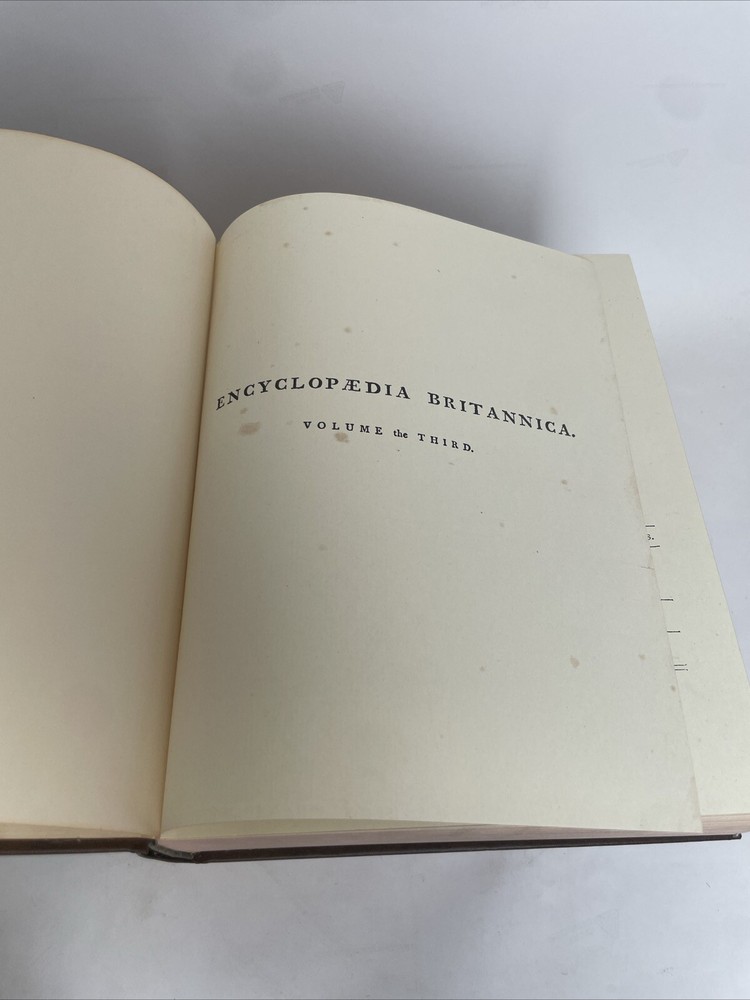 ENCYCLOPÆDIA BRITANNICA.
VOLUME the THIRD.